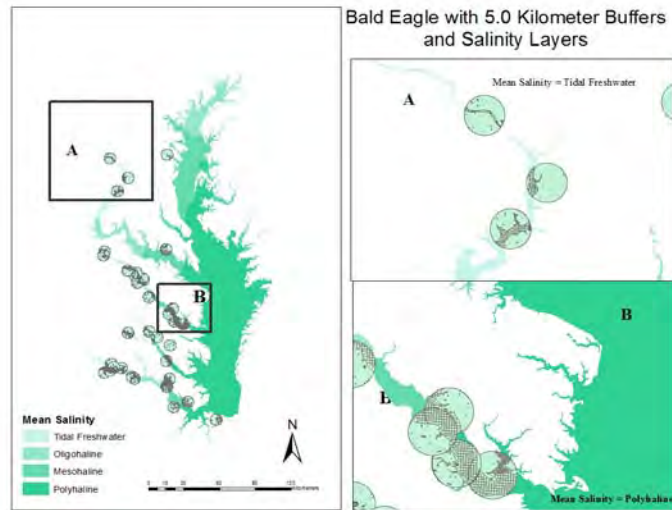 Bald Eagle with 5.0 Kilometer Buffers
and Salinity Layers
A
B
N
Mean Salinity
Tidal Freshwater
Oligohaline
Mesohaline
Polyhaline
Mean Salinity = Tidal Freshwater
A
B
Mean Salinity = Polyhaline